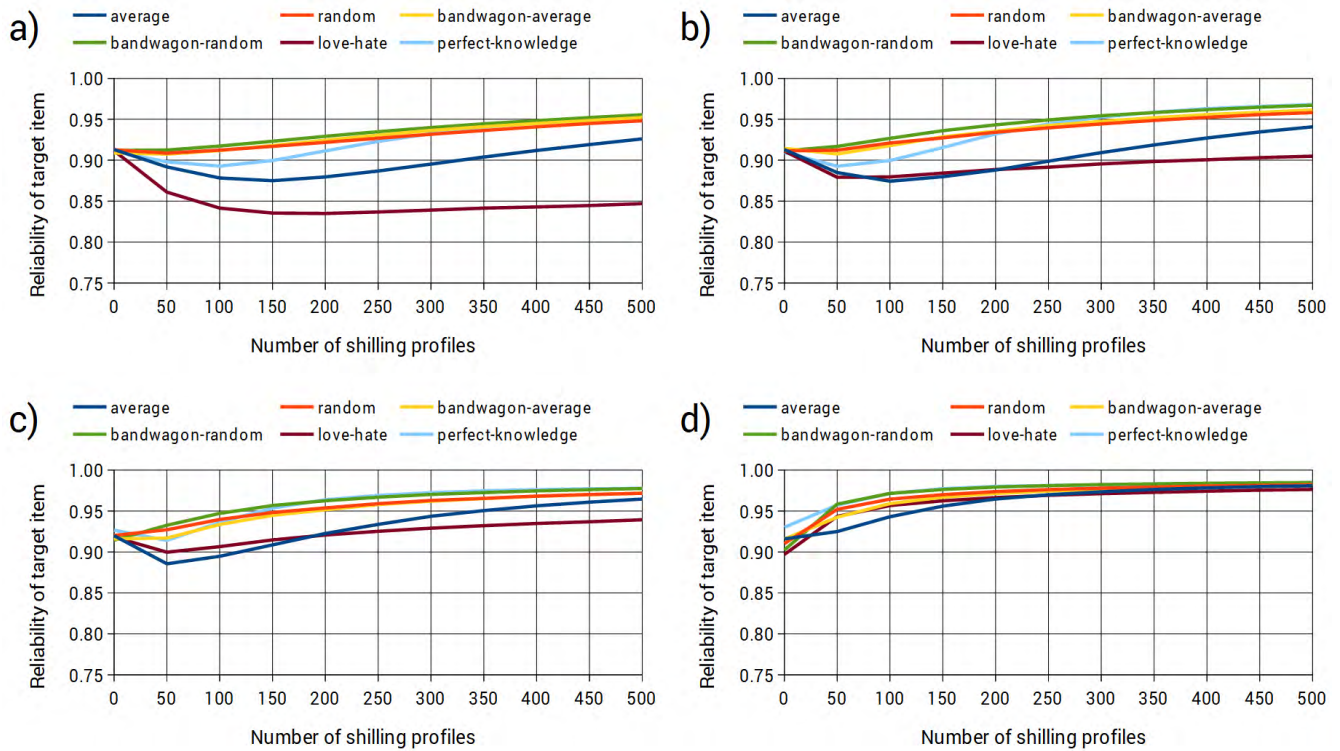 a)
average random bandwagon-average
bandwagon-random love-hate perfect-knowledge
Reliability of target item
1.00
0.95
0.90
0.85
0.80
0.75
0 50 100 150 200 250 300 350 400 450 500
Number of shilling profiles
b)
average random bandwagon-average
bandwagon-random love-hate perfect-knowledge
Reliability of target item
1.00
0.95
0.90
0.85
0.80
0.75
0 50 100 150 200 250 300 350 400 450 500
Number of shilling profiles
c)
average random bandwagon-average
bandwagon-random love-hate perfect-knowledge
Reliability of target item
1.00
0.95
0.90
0.85
0.80
0.75
0 50 100 150 200 250 300 350 400 450 500
Number of shilling profiles
d)
average random bandwagon-average
bandwagon-random love-hate perfect-knowledge
Reliability of target item
1.00
0.95
0.90
0.85
0.80
0.75
0 50 100 150 200 250 300 350 400 450 500
Number of shilling profiles